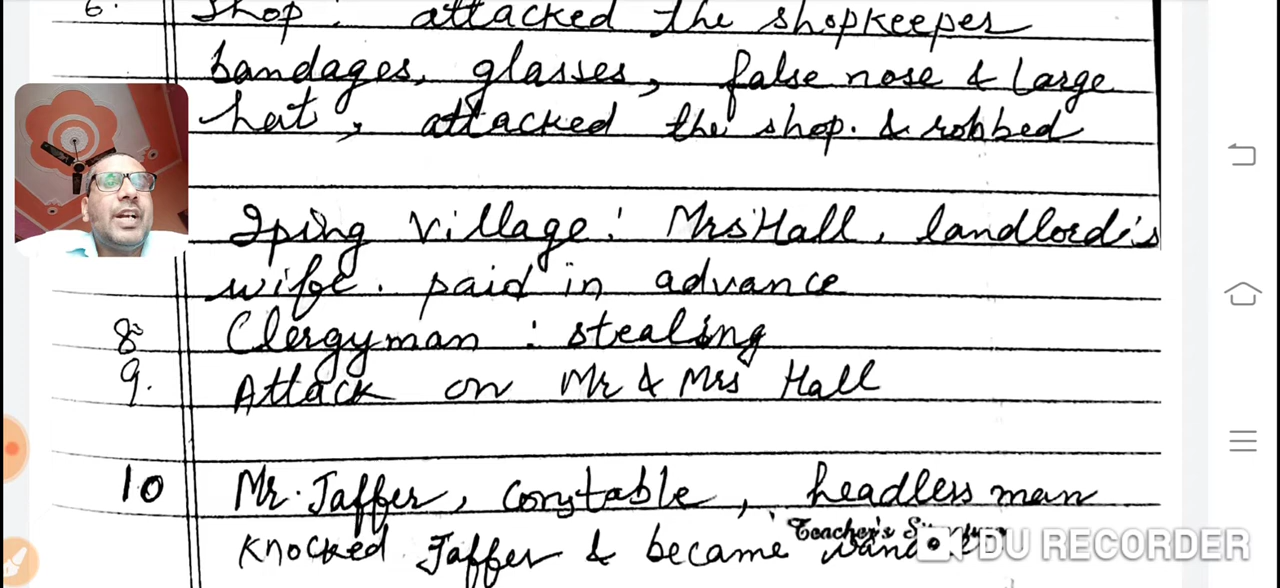 6. Shop: attacked the shopkeeper
bandages, glasses, false nose & large
hat, attacked the shop. & robbed
Iping Village: Mrs Hall, landlord's
wife. paid in advance
8 Clergyman : stealing
9. Attack on Mr & Mrs Hall
10 Mr. Jaffer, constable, headless man
Teacher's
knocked Jaffer & became
DU RECORDER